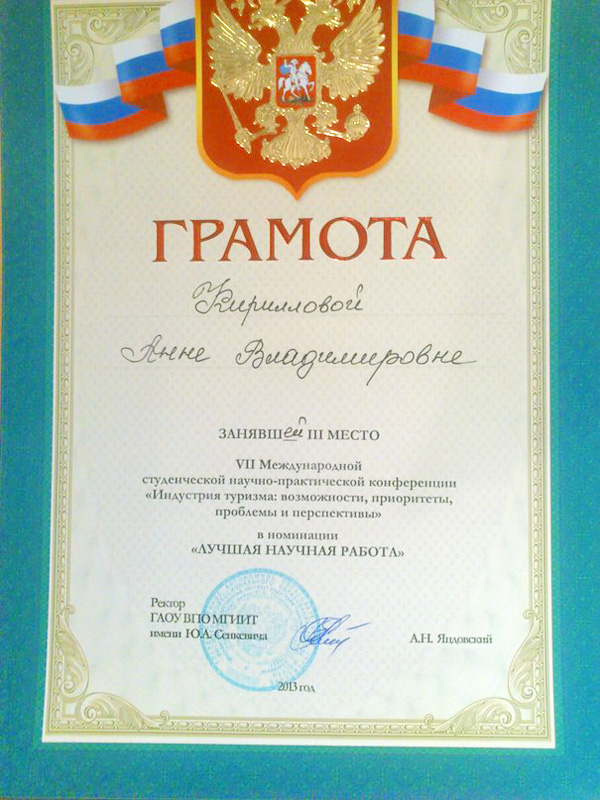 ГРАМОТА
Кирилловой
Анне Владимировне
ЗАНЯВШей III МЕСТО
VII Международной
студенческой научно-практической конференции
«Индустрия туризма: возможности, приоритеты,
проблемы и перспективы»
в номинации
«ЛУЧШАЯ НАУЧНАЯ РАБОТА»
Ректор
ГАОУ ВПО МГИИТ
имени Ю.А. Сенкевича
А.Н. Яндовский
2013 год